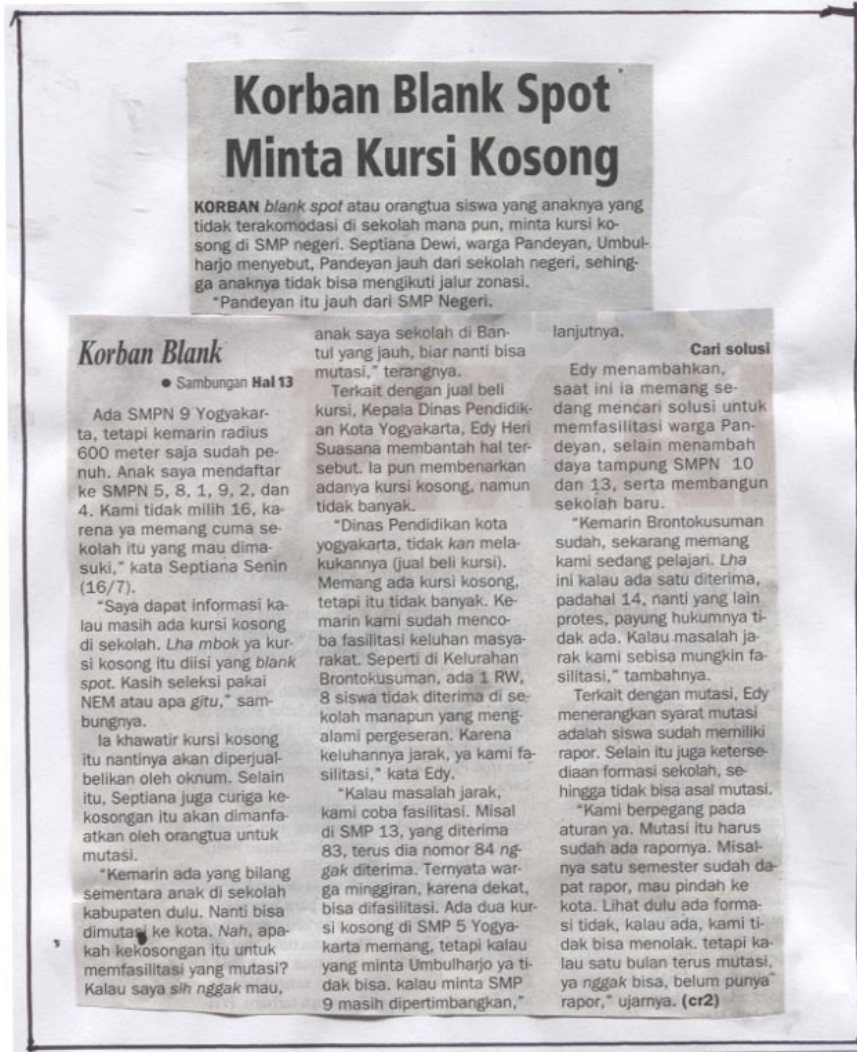 Korban Blank Spot
Minta Kursi Kosong
KORBAN blank spot atau orangtua siswa yang anaknya yang
tidak terakomodasi di sekolah mana pun, minta kursi ko-
song di SMP negeri. Septiana Dewi, warga Pandeyan, Umbul-
harjo menyebut, Pandeyan jauh dari sekolah negeri, sehing-
ga anaknya tidak bisa mengikuti jalur zonasi.
"Pandeyan itu jauh dari SMP Negeri.
Korban Blank
● Sambungan Hal 13
Ada SMPN 9 Yogyakar-
ta, tetapi kemarin radius
600 meter saja sudah pe-
nuh. Anak saya mendaftar
ke SMPN 5, 8, 1, 9, 2, dan
4. Kami tidak milih 16, ka-
rena ya memang cuma se-
kolah itu yang mau dima-
suki," kata Septiana Senin
(16/7).
"Saya dapat informasi ka-
lau masih ada kursi kosong
di sekolah. Lha mbok ya kur-
si kosong itu diisi yang blank
spot. Kasih seleksi pakai
NEM atau apa gitu," sam-
bungnya.
Ia khawatir kursi kosong
itu nantinya akan diperjual-
belikan oleh oknum. Selain
itu, Septiana juga curiga ke-
kosongan itu akan dimanfa-
atkan oleh orangtua untuk
mutasi.
"Kemarin ada yang bilang
sementara anak di sekolah
kabupaten dulu. Nanti bisa
dimutasi ke kota. Nah, apa-
kah kekosongan itu untuk
memfasilitasi yang mutasi?
Kalau saya sih nggak mau,
anak saya sekolah di Ban-
tul yang jauh, biar nanti bisa
mutasi," terangnya.
Terkait dengan jual beli
kursi, Kepala Dinas Pendidik-
an Kota Yogyakarta, Edy Heri
Suasana membantah hal ter-
sebut. Ia pun membenarkan
adanya kursi kosong, namun
tidak banyak.
"Dinas Pendidikan kota
yogyakarta, tidak kan mela-
kukannya (jual beli kursi).
Memang ada kursi kosong,
tetapi itu tidak banyak. Ke-
marin kami sudah menco-
ba fasilitasi keluhan masya-
rakat. Seperti di Kelurahan
Brontokusuman, ada 1 RW,
8 siswa tidak diterima di se-
kolah manapun yang meng-
alami pergeseran. Karena
keluhannya jarak, ya kami fa-
silitasi," kata Edy.
"Kalau masalah jarak,
kami coba fasilitasi. Misal
di SMP 13, yang diterima
83, terus dia nomor 84 ng-
gak diterima. Ternyata war-
ga minggiran, karena dekat,
bisa difasilitasi. Ada dua kur-
si kosong di SMP 5 Yogya-
karta memang, tetapi kalau
yang minta Umbulharjo ya ti-
dak bisa. kalau minta SMP
9 masih dipertimbangkan,"
lanjutnya.
Cari solusi
Edy menambahkan,
saat ini ia memang se-
dang mencari solusi untuk
memfasilitasi warga Pan-
deyan, selain menambah
daya tampung SMPN 10
dan 13, serta membangun
sekolah baru.
"Kemarin Brontokusuman
sudah, sekarang memang
kami sedang pelajari. Lha
ini kalau ada satu diterima,
padahal 14, nanti yang lain
protes, payung hukumnya ti-
dak ada. Kalau masalah ja-
rak kami sebisa mungkin fa-
silitasi," tambahnya.
Terkait dengan mutasi, Edy
menerangkan syarat mutasi
adalah siswa sudah memiliki
rapor. Selain itu juga keterse-
diaan formasi sekolah, se-
hingga tidak bisa asal mutasi.
"Kami berpegang pada
aturan ya. Mutasi itu harus
sudah ada rapornya. Misal-
nya satu semester sudah da-
pat rapor, mau pindah ke
kota. Lihat dulu ada forma-
si tidak, kalau ada, kami ti-
dak bisa menolak. tetapi ka-
lau satu bulan terus mutasi,
ya nggak bisa, belum punya
rapor," ujarnya. (cr2)